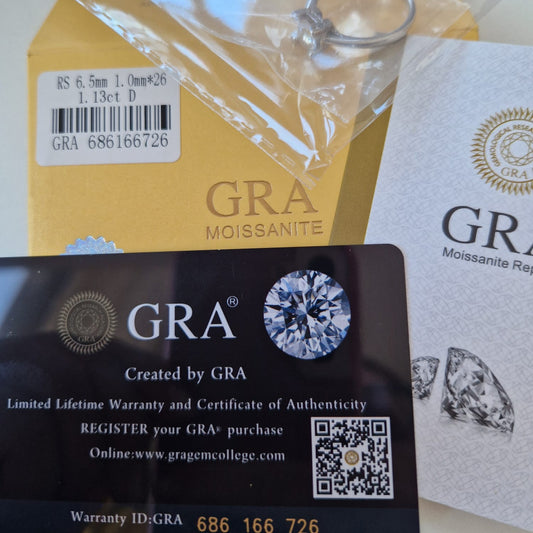 RS 6.5mm 1.0mm*26
1.13ct D
GRA 686166726
GRA
MOISSANITE
GRA
Moissanite Rep
GRA
GRA®
Created by GRA
Limited Lifetime Warranty and Certificate of Authenticity
REGISTER your GRA® purchase
Online:www.gragemcollege.com
Warranty ID:GRA 686 166 726